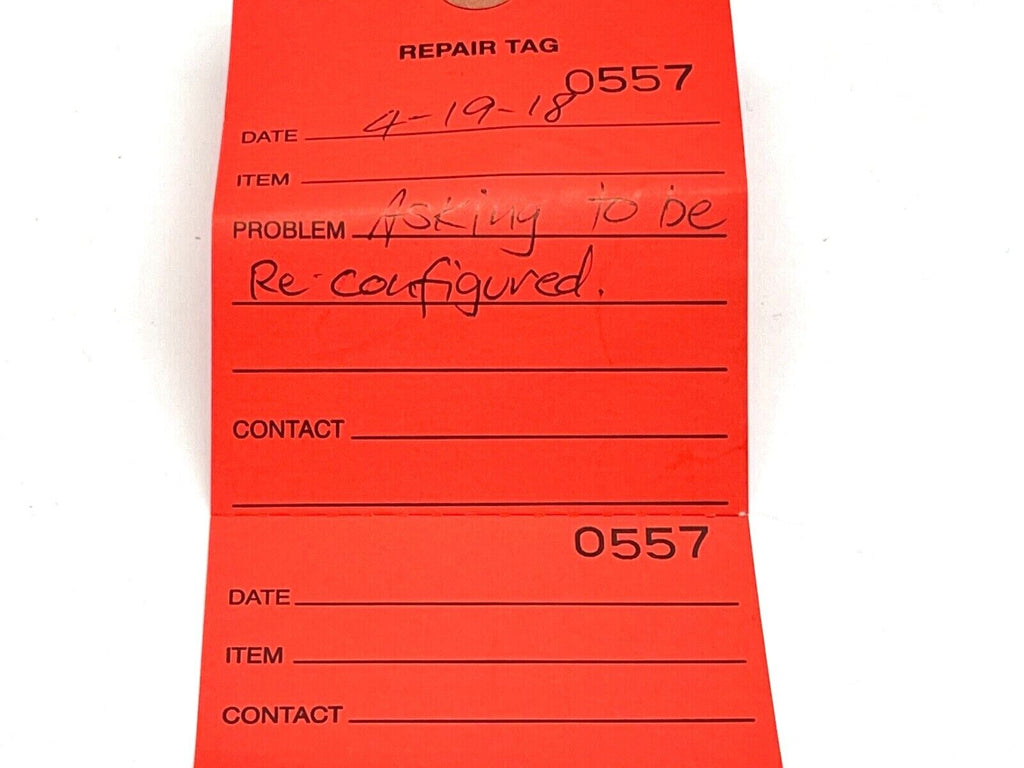 REPAIR TAG
0557
DATE 4-19-18
ITEM
PROBLEM Asking to be
Re-configured.
CONTACT
0557
DATE
ITEM
CONTACT